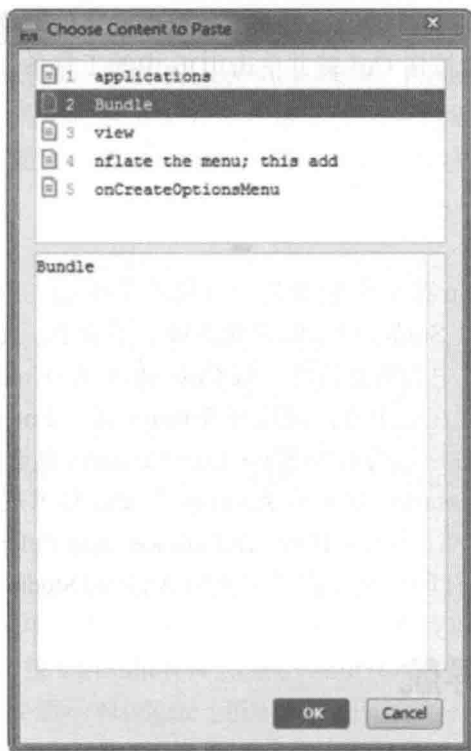 Choose Content to Paste
1 applications
2 Bundle
3 view
4 nflate the menu; this add
5 onCreateOptionsMenu
Bundle
OK Cancel